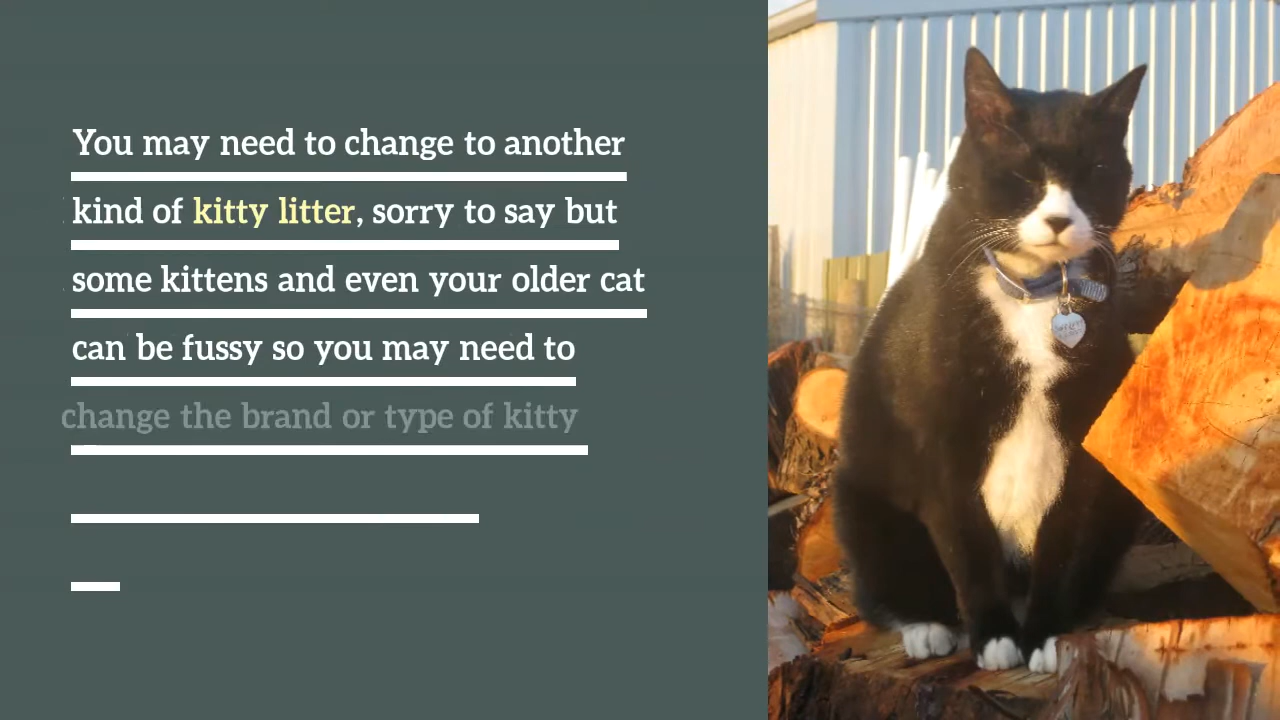 You may need to change to another
kind of kitty litter, sorry to say but
some kittens and even your older cat
can be fussy so you may need to
change the brand or type of kitty